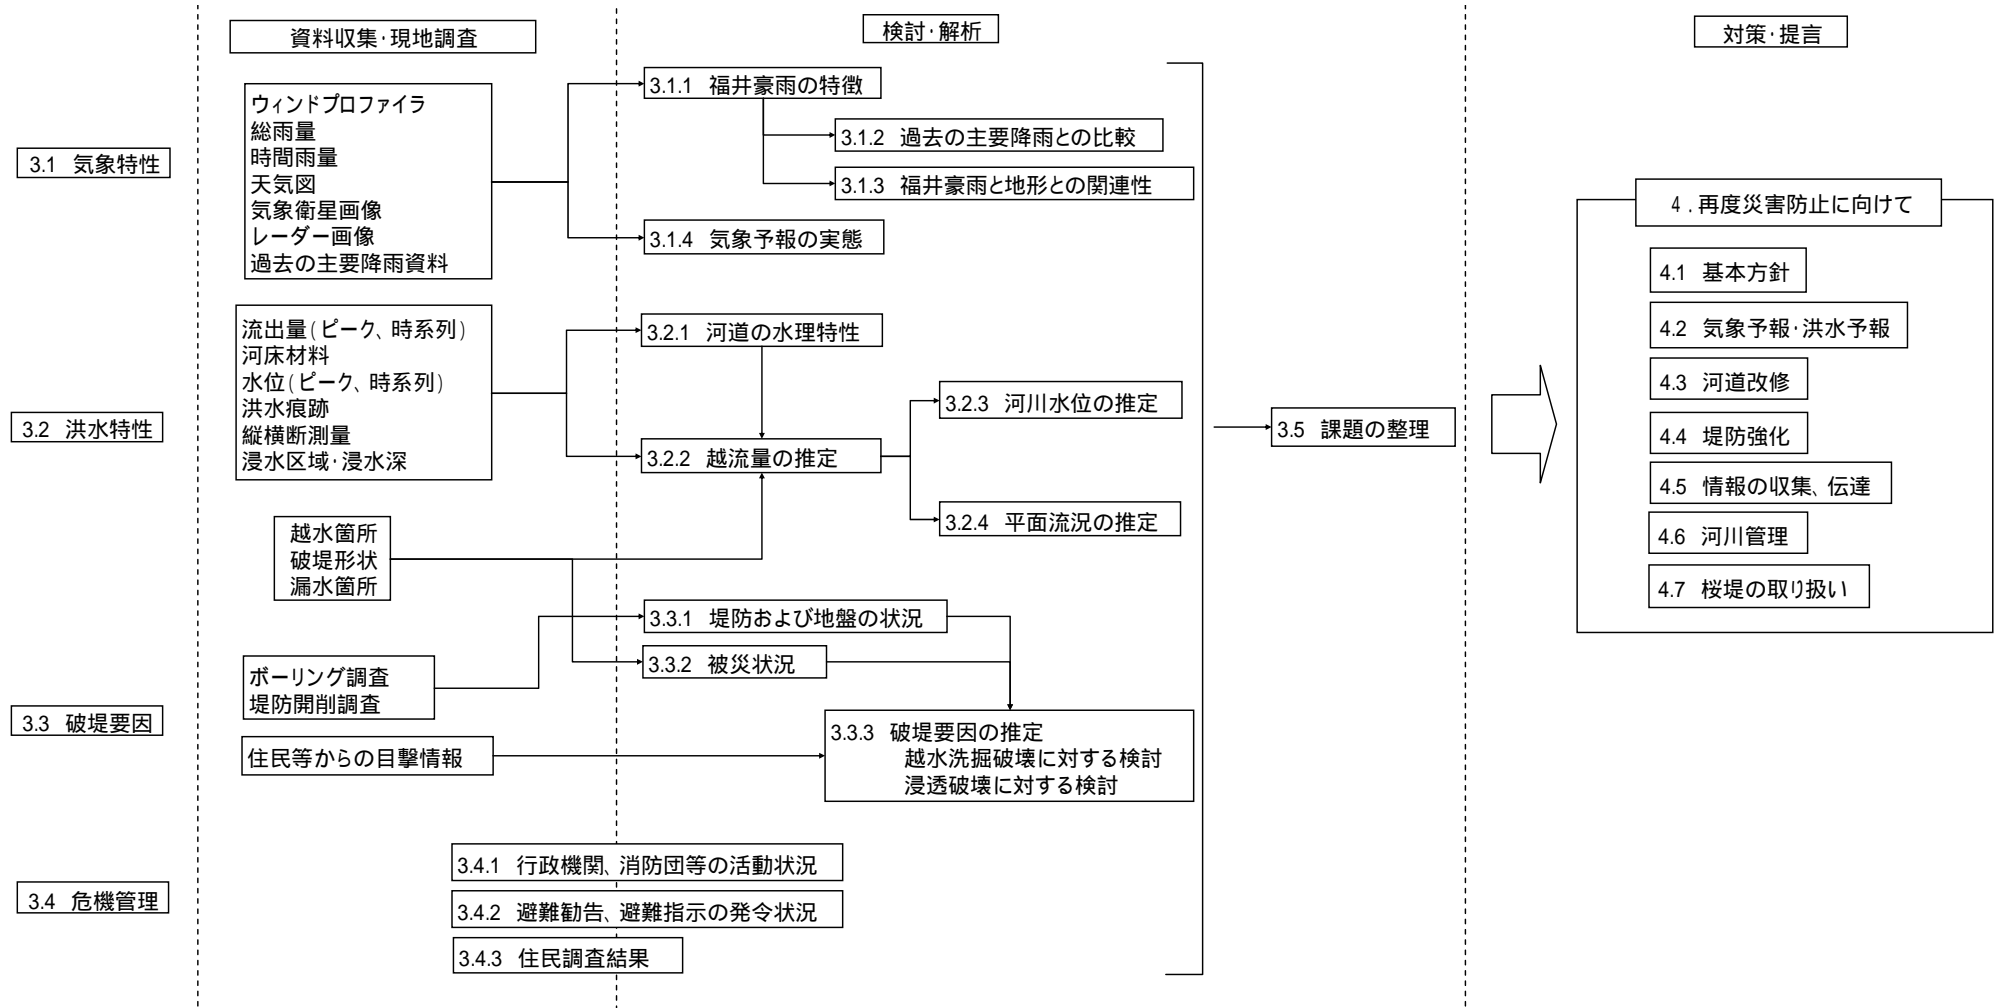 資料収集・現地調査
検討・解析
対策・提言
3.1 気象特性
ウィンドプロファイラ
総雨量
時間雨量
天気図
気象衛星画像
レーダー画像
過去の主要降雨資料
3.1.1 福井豪雨の特徴
3.1.2 過去の主要降雨との比較
3.1.3 福井豪雨と地形との関連性
3.1.4 気象予報の実態
3.2 洪水特性
流出量(ピーク、時系列)
河床材料
水位(ピーク、時系列)
洪水痕跡
縦横断測量
浸水区域・浸水深
越水箇所
破堤形状
漏水箇所
3.2.1 河道の水理特性
3.2.2 越流量の推定
3.2.3 河川水位の推定
3.2.4 平面流況の推定
3.3 破堤要因
ボーリング調査
堤防開削調査
住民等からの目撃情報
3.3.1 堤防および地盤の状況
3.3.2 被災状況
3.3.3 破堤要因の推定
越水洗掘破壊に対する検討
浸透破壊に対する検討
3.4 危機管理
3.4.1 行政機関、消防団等の活動状況
3.4.2 避難勧告、避難指示の発令状況
3.4.3 住民調査結果
3.5 課題の整理
4．再度災害防止に向けて
4.1 基本方針
4.2 気象予報・洪水予報
4.3 河道改修
4.4 堤防強化
4.5 情報の収集、伝達
4.6 河川管理
4.7 桜堤の取り扱い